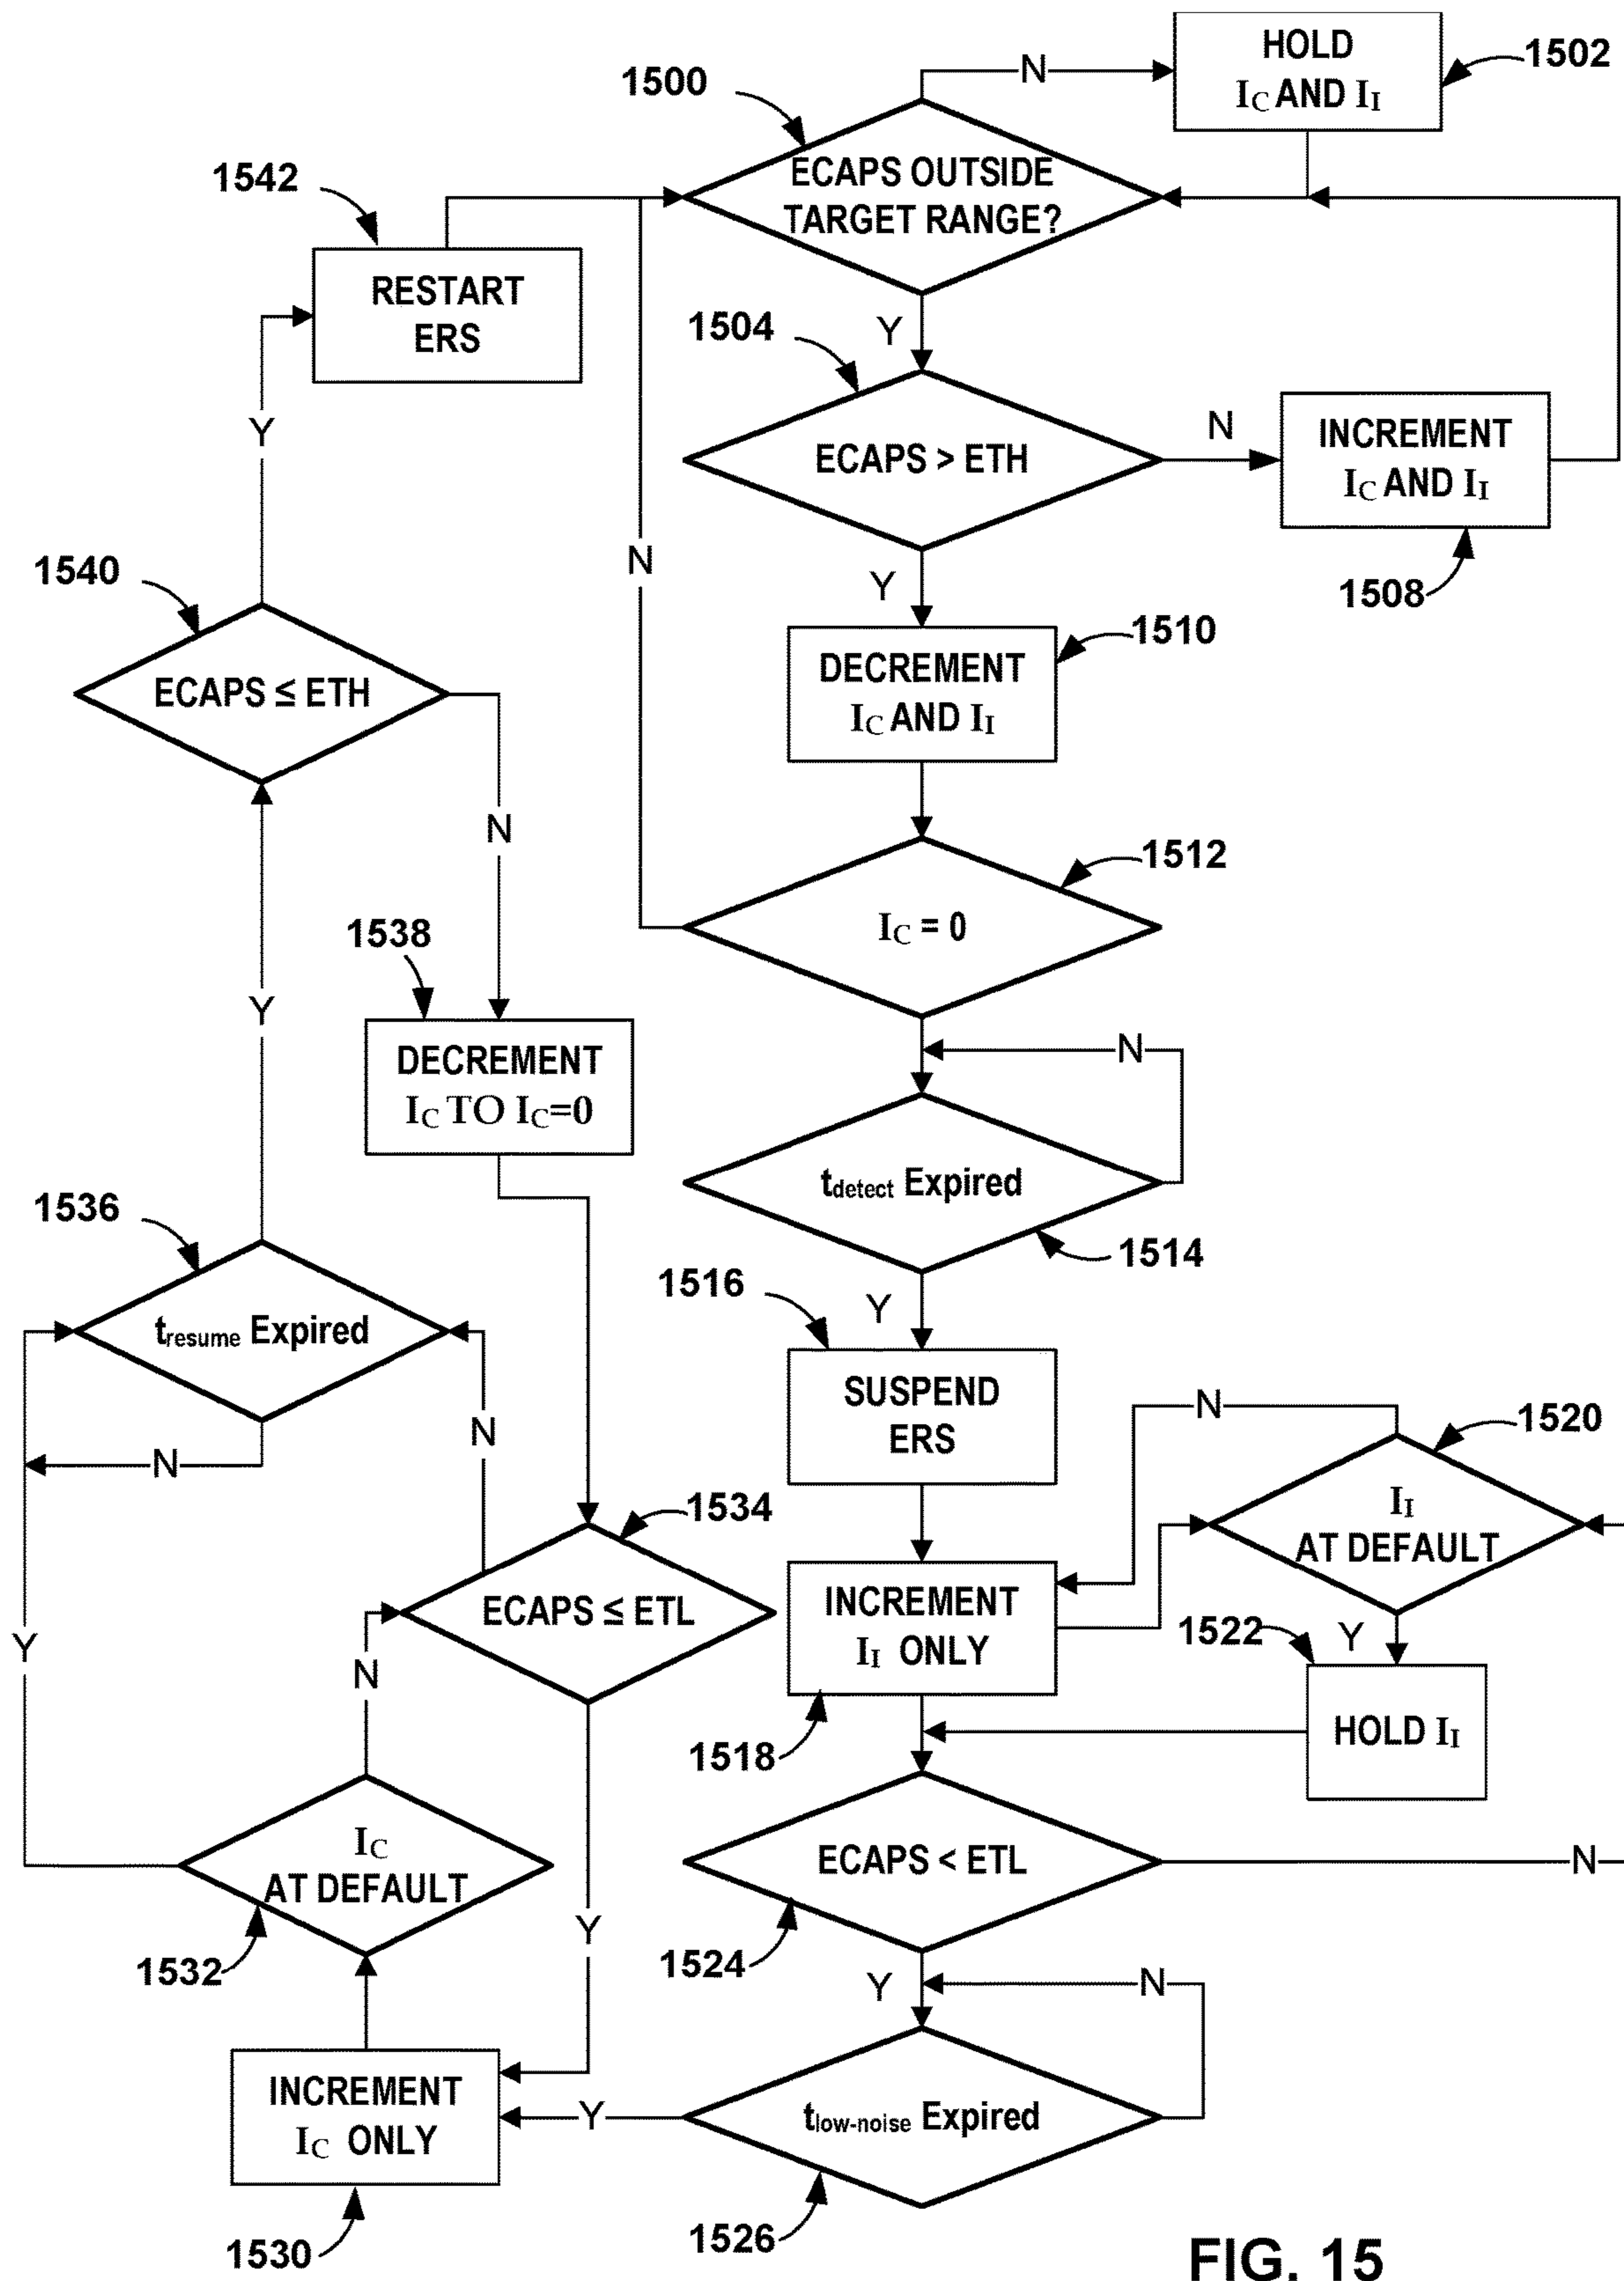 HOLD
IC AND II
1502
1500
N
ECAPS OUTSIDE
TARGET RANGE?
1542
RESTART
ERS
1504
Y
ECAPS > ETH
N
INCREMENT
IC AND II
1508
Y
N
Y
1510
DECREMENT
IC AND II
1540
ECAPS ≤ ETH
N
1512
IC = 0
1538
DECREMENT
IC TO IC=0
Y
N
tdetect Expired
1514
1536
tresume Expired
N
N
1516
Y
SUSPEND
ERS
N
1520
II
AT DEFAULT
1534
ECAPS ≤ ETL
INCREMENT
II ONLY
1518
1522
Y
HOLD II
Y
N
IC
AT DEFAULT
1532
Y
ECAPS < ETL
N
1524
Y
N
INCREMENT
IC ONLY
1530
Y
tlow-noise Expired
1526
FIG. 15